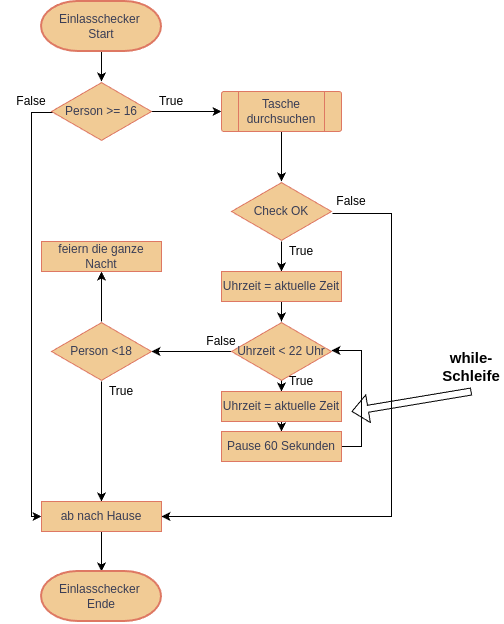 Einlasschecker
Start
False
Person >= 16
True
Tasche
durchsuchen
Check OK
False
True
feiern die ganze
Nacht
Uhrzeit = aktuelle Zeit
Person <18
False
Uhrzeit < 22 Uhr
True
True
Uhrzeit = aktuelle Zeit
Pause 60 Sekunden
while-
Schleife
ab nach Hause
Einlasschecker
Ende